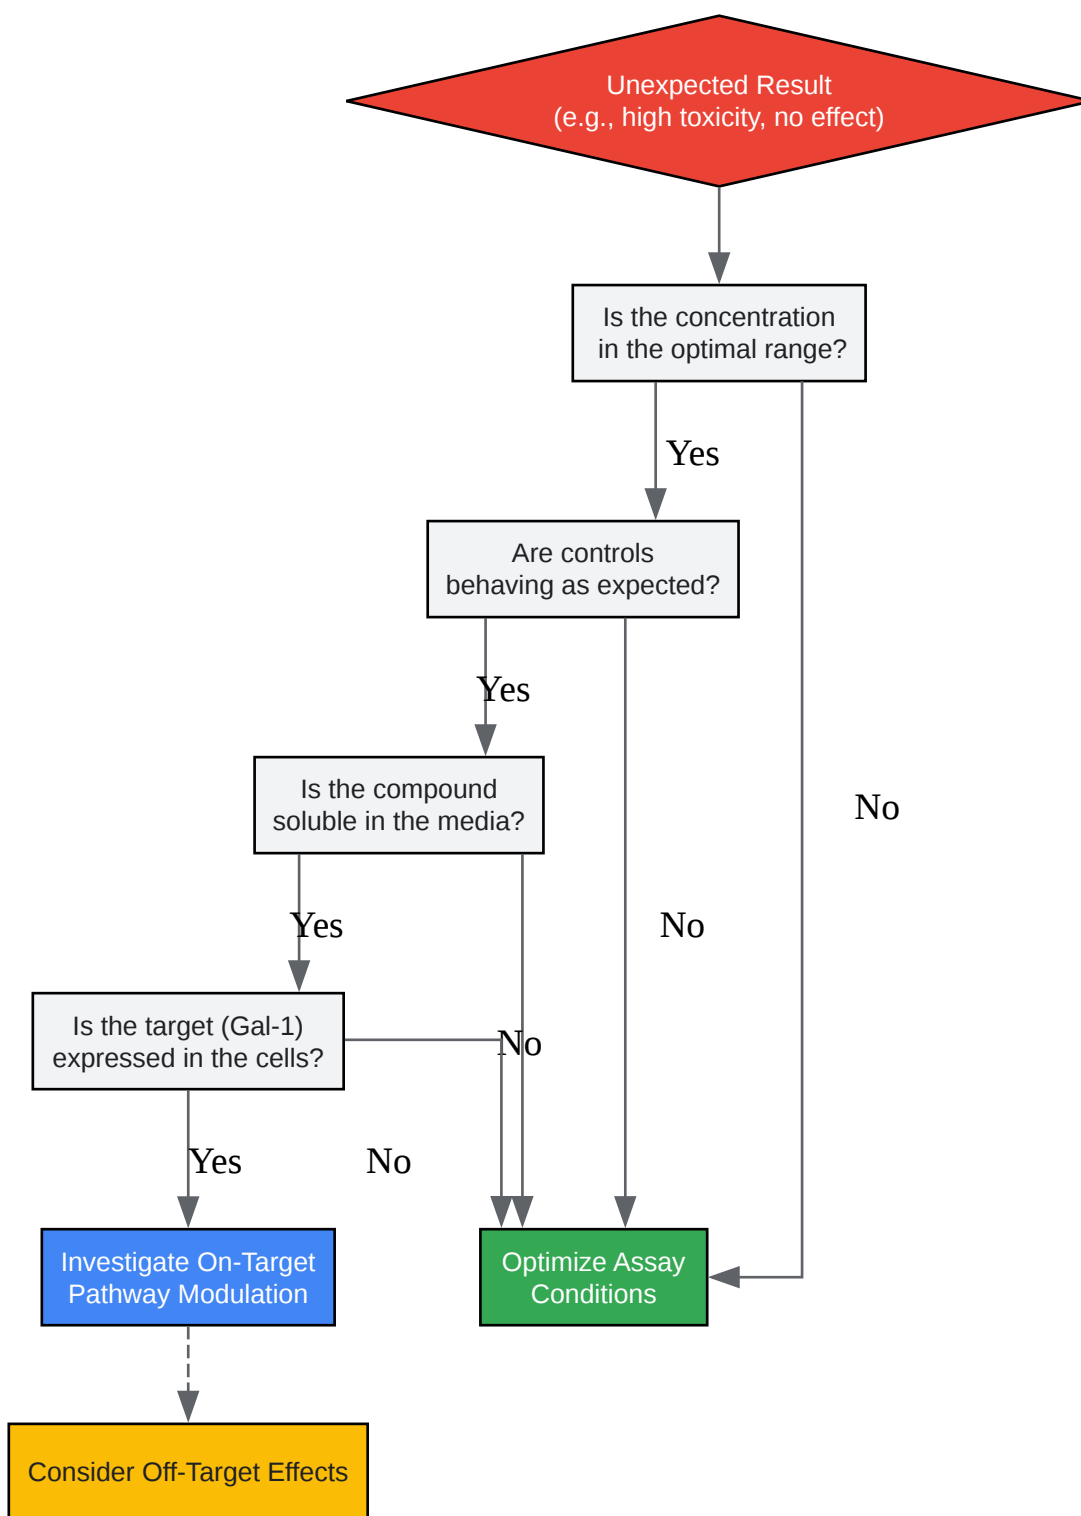 Unexpected Result
(e.g., high toxicity, no effect)
Is the concentration
in the optimal range?
Yes
Are controls
behaving as expected?
Yes
Is the compound
soluble in the media?
No
Yes
No
Is the target (Gal-1)
expressed in the cells?
No
Yes
No
Investigate On-Target
Pathway Modulation
Optimize Assay
Conditions
Consider Off-Target Effects